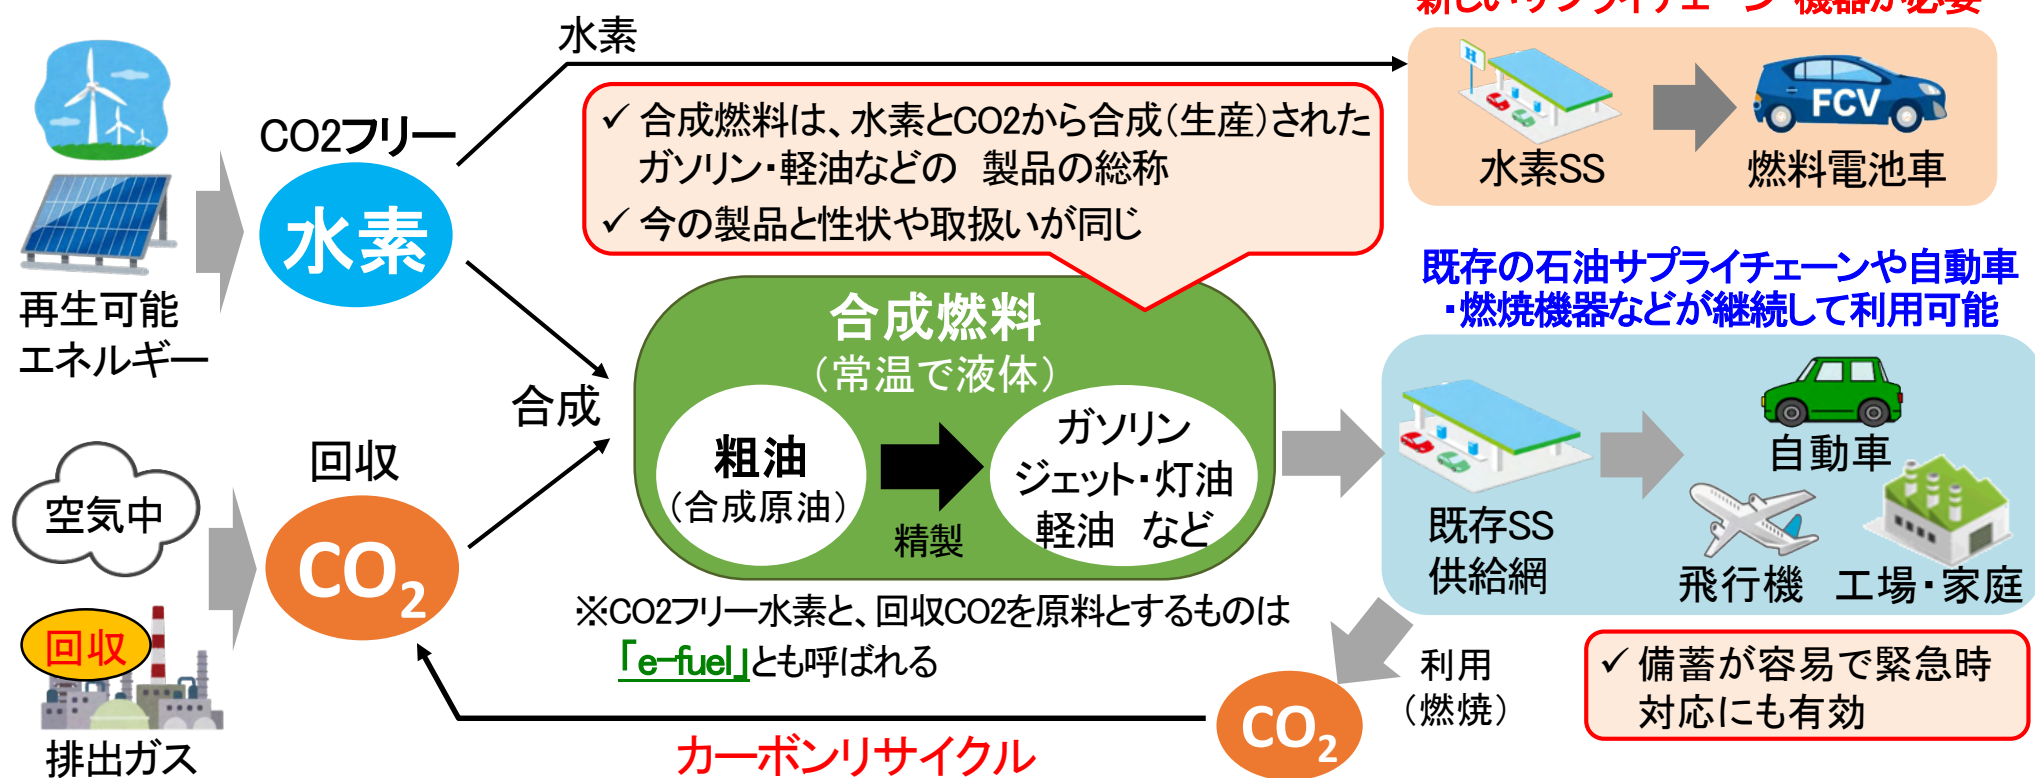 新しいサプライチェーン・機器が必要
水素
H
FCV
水素SS
燃料電池車
✓ 合成燃料は、水素とCO2から合成(生産)された
ガソリン・軽油などの 製品の総称
✓ 今の製品と性状や取扱いが同じ
CO2フリー
水素
再生可能
エネルギー
既存の石油サプライチェーンや自動車
・燃焼機器などが継続して利用可能
合成燃料
(常温で液体)
合成
粗油
(合成原油)
精製
ガソリン
ジェット・灯油
軽油 など
自動車
既存SS
供給網
飛行機
工場・家庭
回収
空気中
CO2
回収
排出ガス
※CO2フリー水素と、回収CO2を原料とするものは
「e-fuel」とも呼ばれる
利用
(燃焼)
✓ 備蓄が容易で緊急時
対応にも有効
CO2
カーボンリサイクル